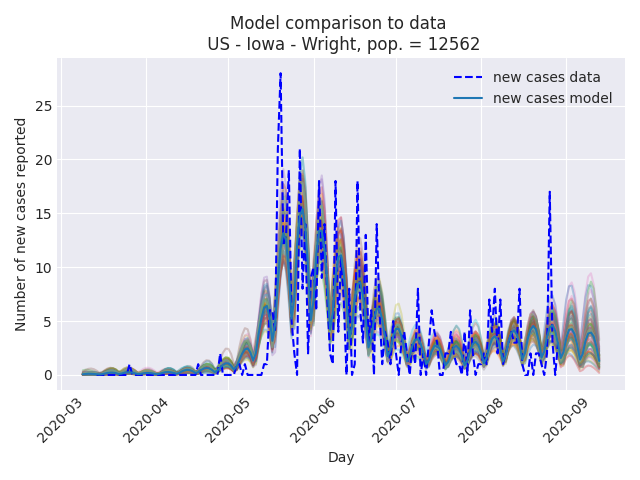 Model comparison to data
US - Iowa - Wright, pop. = 12562
new cases data
new cases model
Number of new cases reported
25
20
15
10
5
0
2020-03
2020-04
2020-05
2020-06
2020-07
2020-08
2020-09
Day